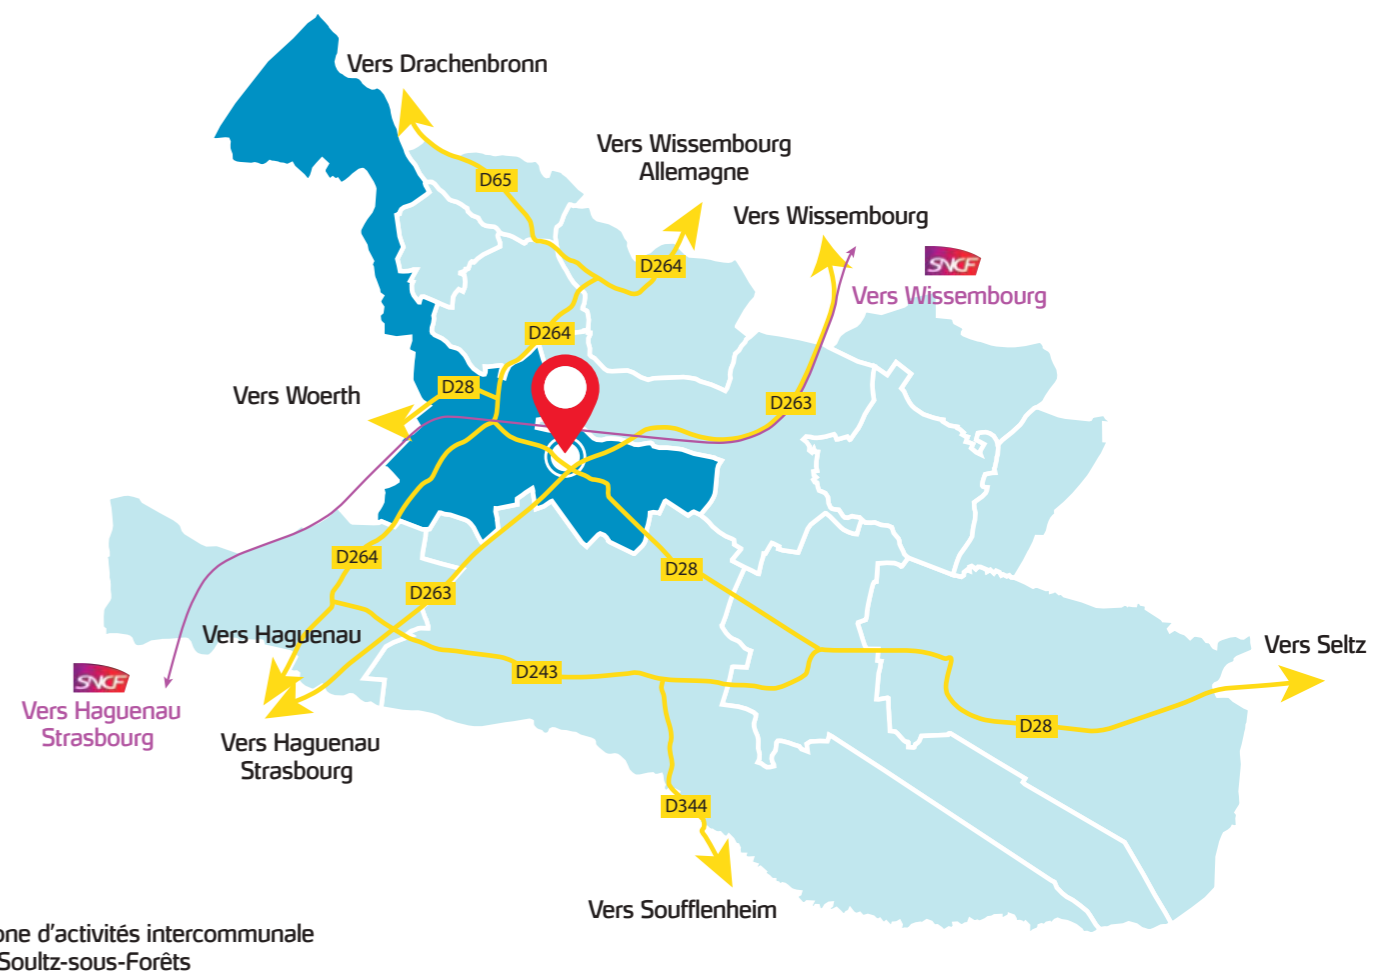 Vers Drachenbronn
Vers Wissembourg
Allemagne
D65
Vers Wissembourg
SNCF
Vers Wissembourg
D264
D264
D28
Vers Woerth
D263
D264
D28
D263
Vers Haguenau
Vers Seltz
D243
SNCF
Vers Haguenau
Strasbourg
D28
Vers Haguenau
Strasbourg
D344
Vers Soufflenheim
one d'activités intercommunale
Soultz-sous-Forêts